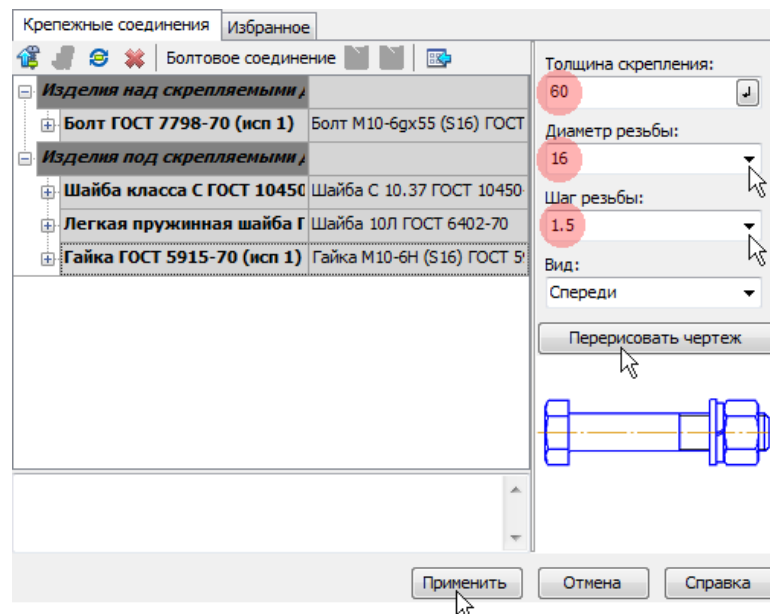 Крепежные соединения
Избранное
Болтовое соединение
Толщина скрепления:
60
Изделия над скрепляемыми
Болт ГОСТ 7798-70 (исп 1) Болт М10-6gx55 (S16) ГОСТ
Диаметр резьбы:
16
Изделия под скрепляемыми
Шайба класса С ГОСТ 10450 Шайба С 10.37 ГОСТ 10450-
Шаг резьбы:
1.5
Легкая пружинная шайба Г Шайба 10Л ГОСТ 6402-70
Гайка ГОСТ 5915-70 (исп 1) Гайка М10-6Н (S16) ГОСТ 5
Вид:
Спереди
Перерисовать чертеж
Применить
Отмена
Справка